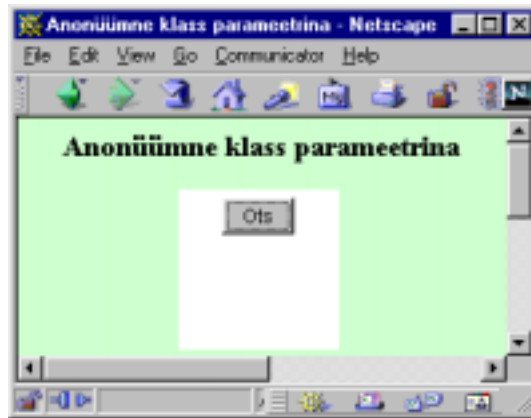 Anonüümne klass parameetrina - Netscape
File Edit View Go Communicator Help
Anonüümne klass parameetrina
Ots